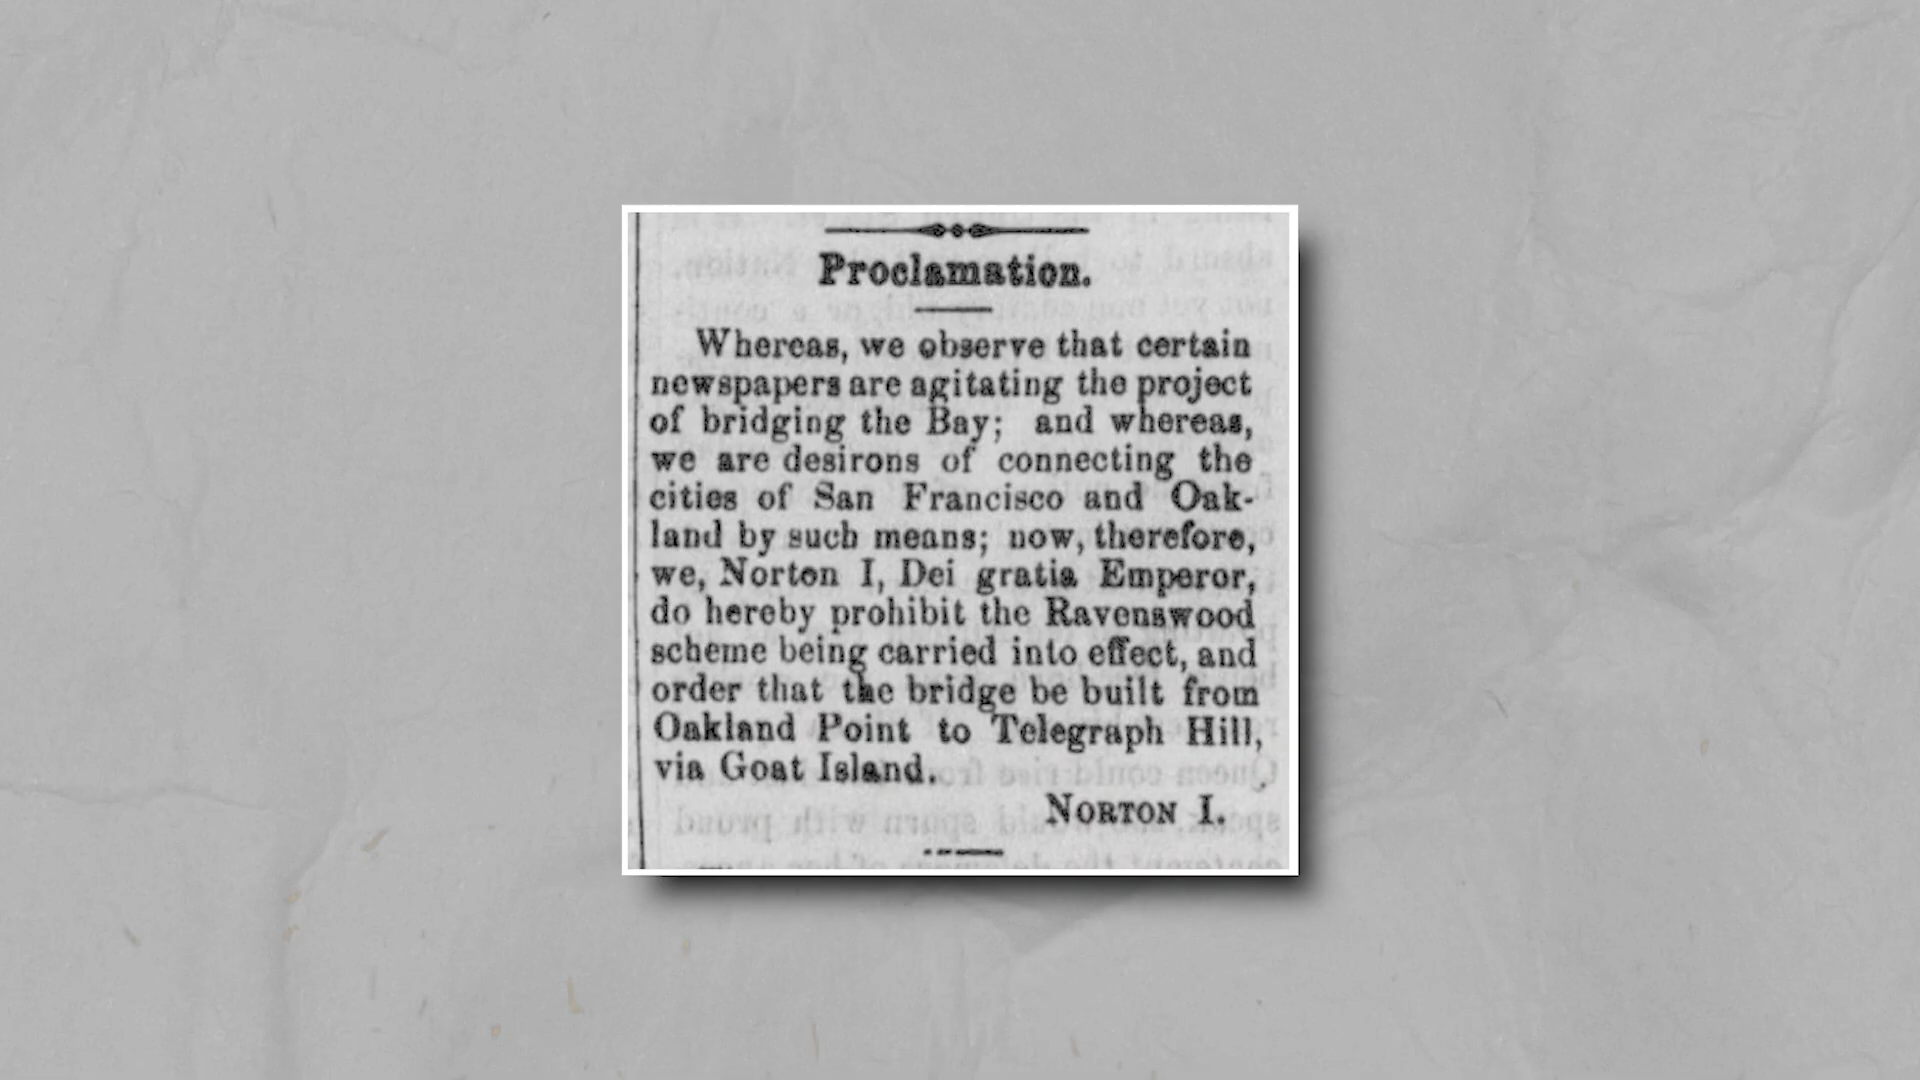 Proclamation.
Whereas, we observe that certain
newspapers are agitating the project
of bridging the Bay; and whereas,
we are desirons of connecting the
cities of San Francisco and Oak-
land by such means; now, therefore,
we, Norton I, Dei gratia Emperor,
do hereby prohibit the Ravenswood
scheme being carried into effect, and
order that the bridge be built from
Oakland Point to Telegraph Hill,
via Goat Island.
NORTON I.